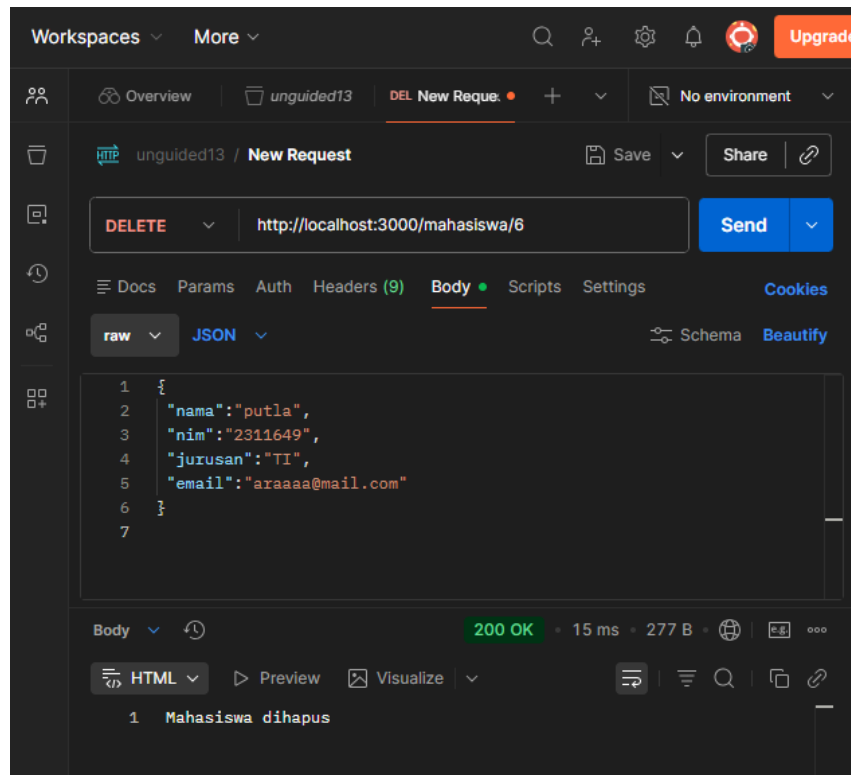 Workspaces More Upgrade
Overview unguided13 DEL New Reque. No environment
HTTP unguided13 / New Request Save Share
DELETE http://localhost:3000/mahasiswa/6 Send
Docs Params Auth Headers (9) Body Scripts Settings Cookies
raw JSON Schema Beautify
1 {
2 "nama":"putla",
3 "nim":"2311649",
4 "jurusan":"TI",
5 "email":"araaaa@mail.com"
6 }
7
Body 200 OK 15 ms 277 B e.g.
HTML Preview Visualize
1 Mahasiswa dihapus